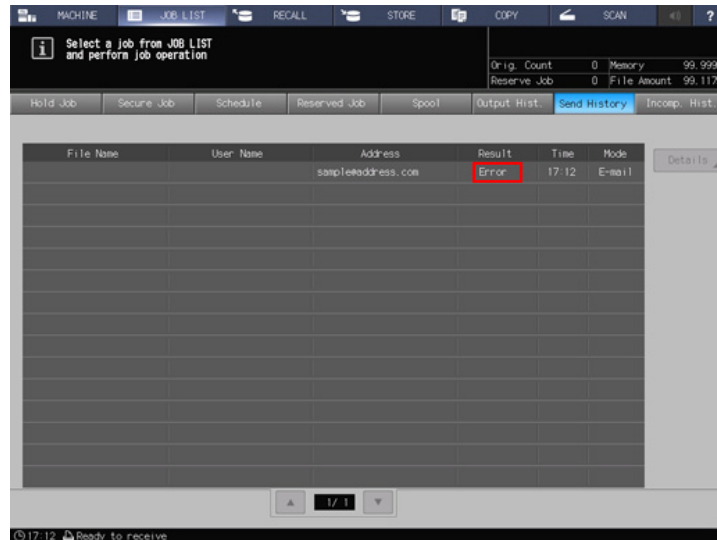 MACHINE JOB LIST RECALL STORE COPY SCAN ?
i Select a job from JOB LIST
and perform job operation
Orig. Count 0 Memory 99.999
Reserve Job 0 File Amount 99.117
Hold Job Secure Job Schedule Reserved Job Spool Output Hist. Send History Incomp. Hist.
File Name User Name Address Result Time Mode Details
sample@address.com Error 17:12 E-mail
1/ 1
17:12 Ready to receive